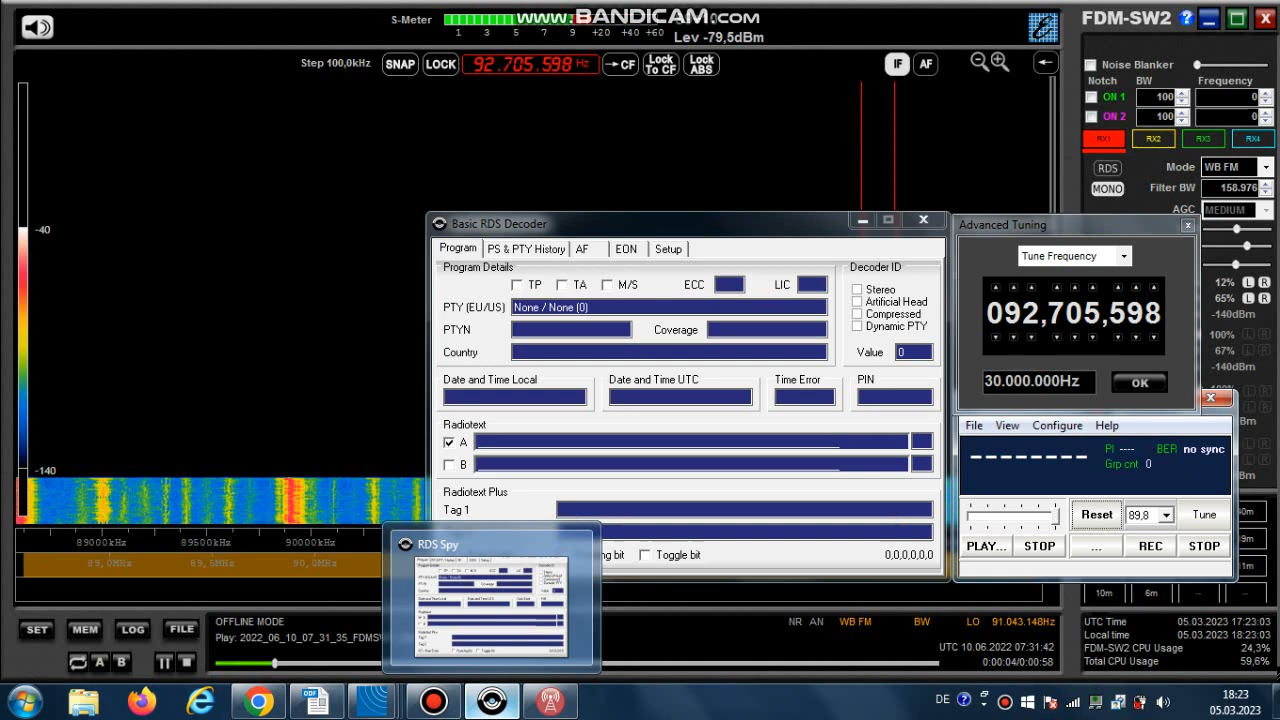 S-Meter
www.BANDICAM.COM
1 3 5 7 9 +20 +40 +60
Lev -79,5dBm
FDM-SW2
Step 100,0kHz
SNAP LOCK 92.705.598 Hz →CF Lock To CF Lock ABS
IF AF
Noise Blanker
Notch BW Frequency
ON 1 100 0
ON 2 100 0
RX1 RX2 RX3 RX4
RDS Mode WB FM
MONO Filter BW 158.976
AGC MEDIUM
12% L R
65% L R
-140dBm
100% L R
67% L R
-140dBm
-40
-140
Basic RDS Decoder
Program PS & PTY History AF EON Setup
Program Details
TP TA M/S ECC LIC
PTY (EU/US) None / None (0)
PTYN Coverage
Country
Decoder ID
Stereo
Artificial Head
Compressed
Dynamic PTY
Value 0
Date and Time Local Date and Time UTC Time Error PIN
Radiotext
A
B
Radiotext Plus
Tag 1
ng bit Toggle bit 0,0,0,0,0
Advanced Tuning
Tune Frequency
092,705,598
30.000.000Hz OK
File View Configure Help
-------- PI ---- BER no sync
Grp cnt 0
Reset 89,8 Tune
PLAY... STOP ... REC STOP
RDS Spy
89000kHz 89500kHz 90000kHz
89,0MHz 89,5MHz 90,0MHz
10m 6m -- --
SET MEM LOG FILE
A B
OFFLINE MODE
Play: 2022_06_10_07_31_35_FDMSW
NR AN WB FM BW LO 91.043.148Hz
UTC 10.06.2022 07:31:42
0:00:04/0:00:58
UTC Time 05.03.2023 17:23:03
Local time 05.03.2023 18:23:03
FDM-SW2 CPU Usage 24,3%
Total CPU Usage 59,6%
DE
18:23
05.03.2023